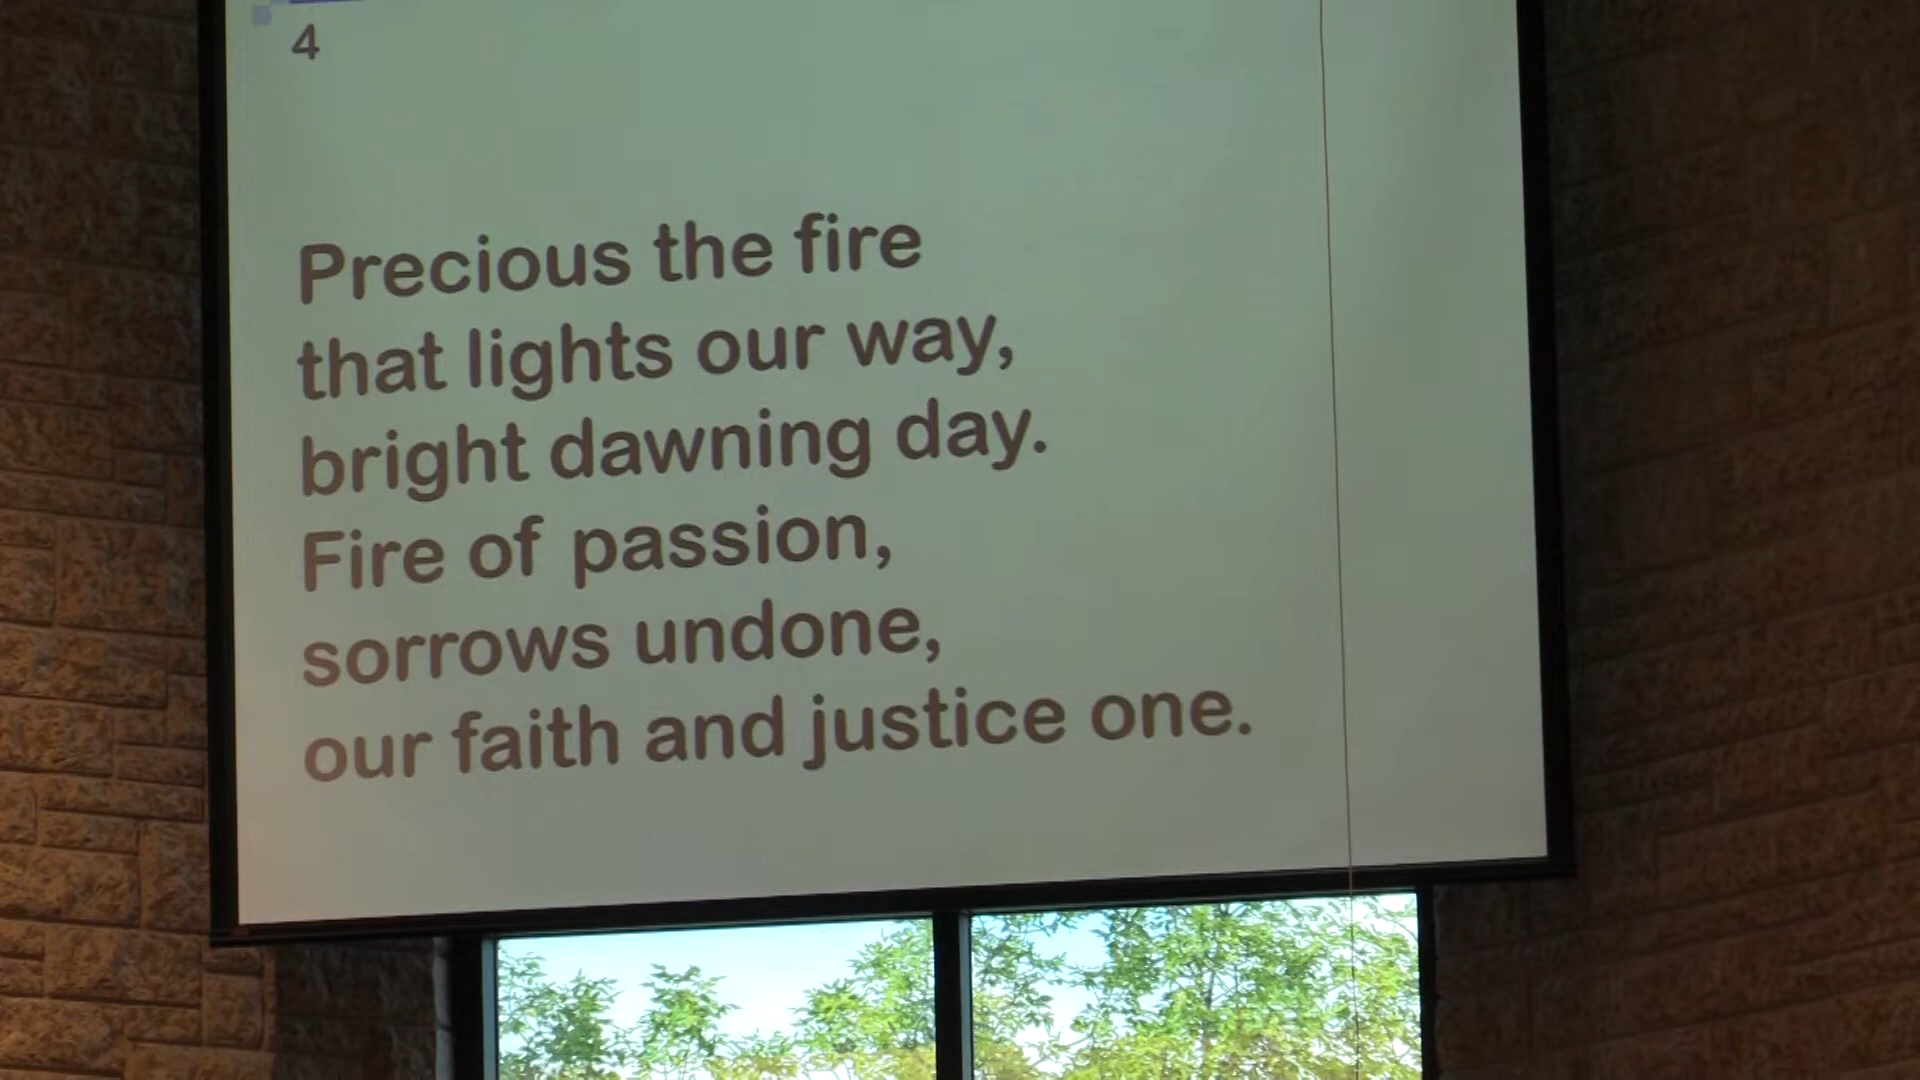 4
Precious the fire
that lights our way,
bright dawning day.
Fire of passion,
sorrows undone,
our faith and justice one.